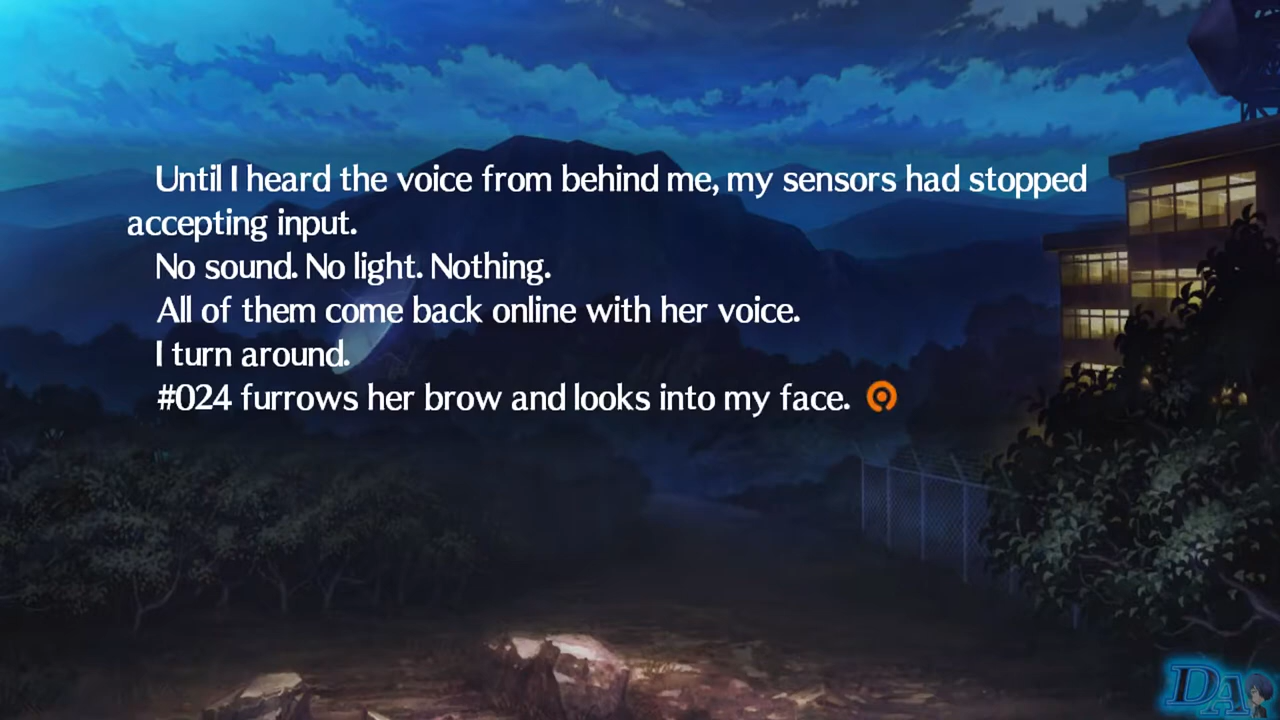 Until I heard the voice from behind me, my sensors had stopped
accepting input.
No sound. No light. Nothing.
All of them come back online with her voice.
I turn around.
#024 furrows her brow and looks into my face.
DA